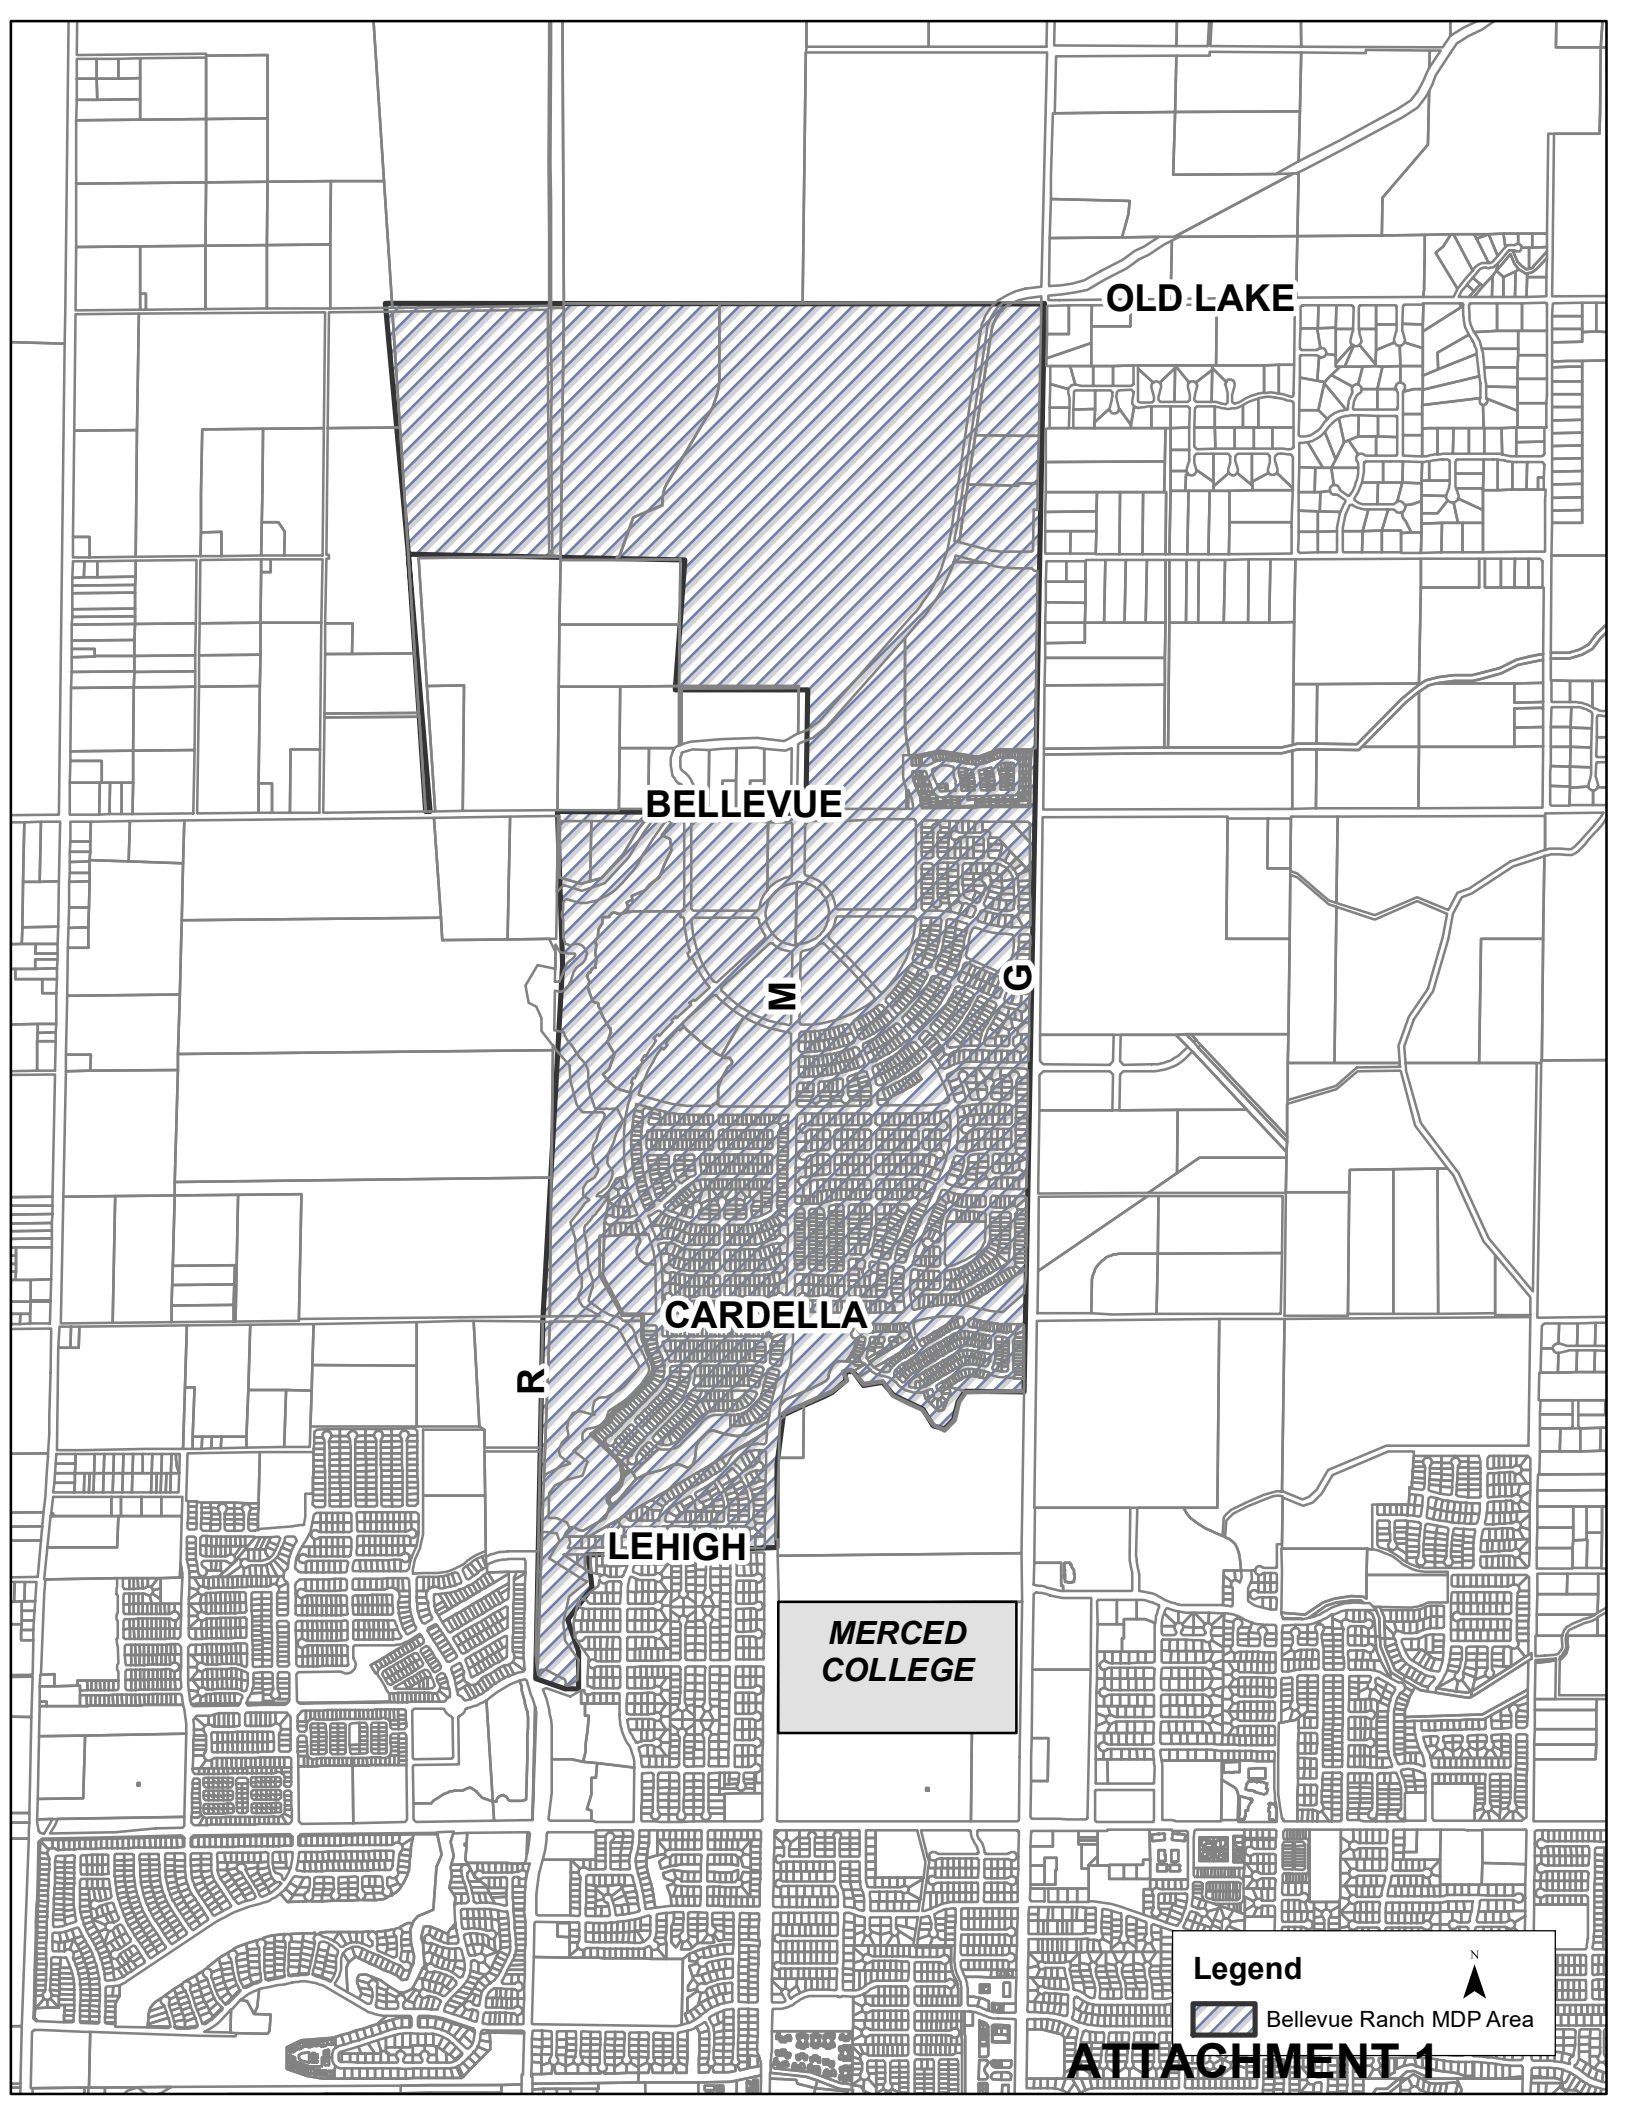 OLD LAKE
BELLEVUE
G
M
CARDELLA
R
LEHIGH
MERCED
COLLEGE
Legend
N
Bellevue Ranch MDP Area
ATTACHMENT 1